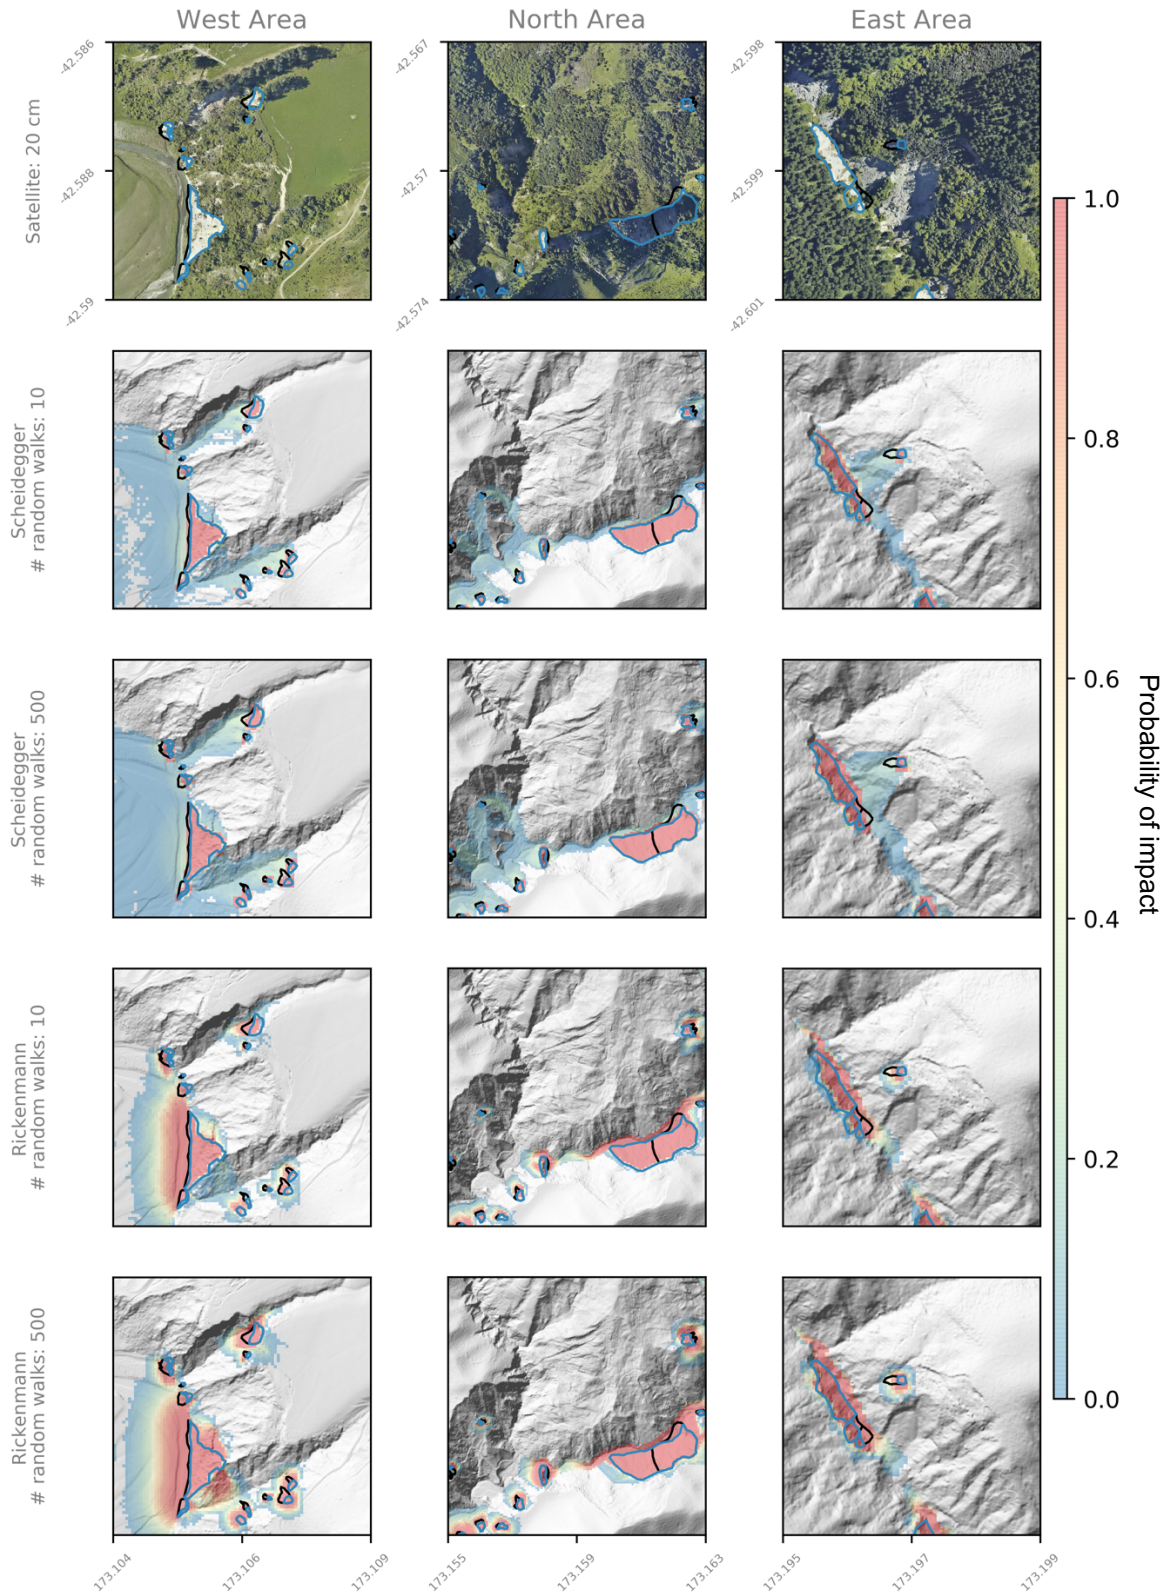 West Area
North Area
East Area
Satellite: 20 cm
-42.586
-42.588
-42.59
-42.567
-42.57
-42.574
-42.598
-42.599
-42.601
Scheidegger
# random walks: 10
Scheidegger
# random walks: 500
Rickenmann
# random walks: 10
Rickenmann
# random walks: 500
173.104
173.106
173.109
173.155
173.159
173.163
173.195
173.197
173.199
1.0
0.8
0.6
0.4
0.2
0.0
Probability of impact